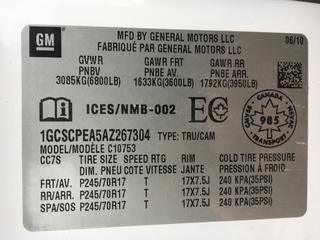 GM
MFD BY GENERAL MOTORS LLC
FABRIQUÉ PAR GENERAL MOTORS LLC
06/10
GVWR GAWR FRT GAWR RR
PNBV PNBE AV. PNBE ARR.
3085KG(6800LB) 1633KG(3600LB) 1792KG(3950LB)
ICES/NMB-002
EC
CANADA
985
TRANSPORT
1GCSCPEA5AZ267304 TYPE: TRU/CAM
MODEL/MODÈLE C10753
CC7S TIRE SIZE SPEED RTG RIM COLD TIRE PRESSURE
DIM. PNEU COTE VITESSE JANTE PRESSION À FROID
FRT/AV. P245/70R17 T 17X7.5J 240 KPA(35PSI)
RR/ARR. P245/70R17 T 17X7.5J 240 KPA(35PSI)
SPA/SOS P245/70R17 T 17X7.5J 240 KPA(35PSI)